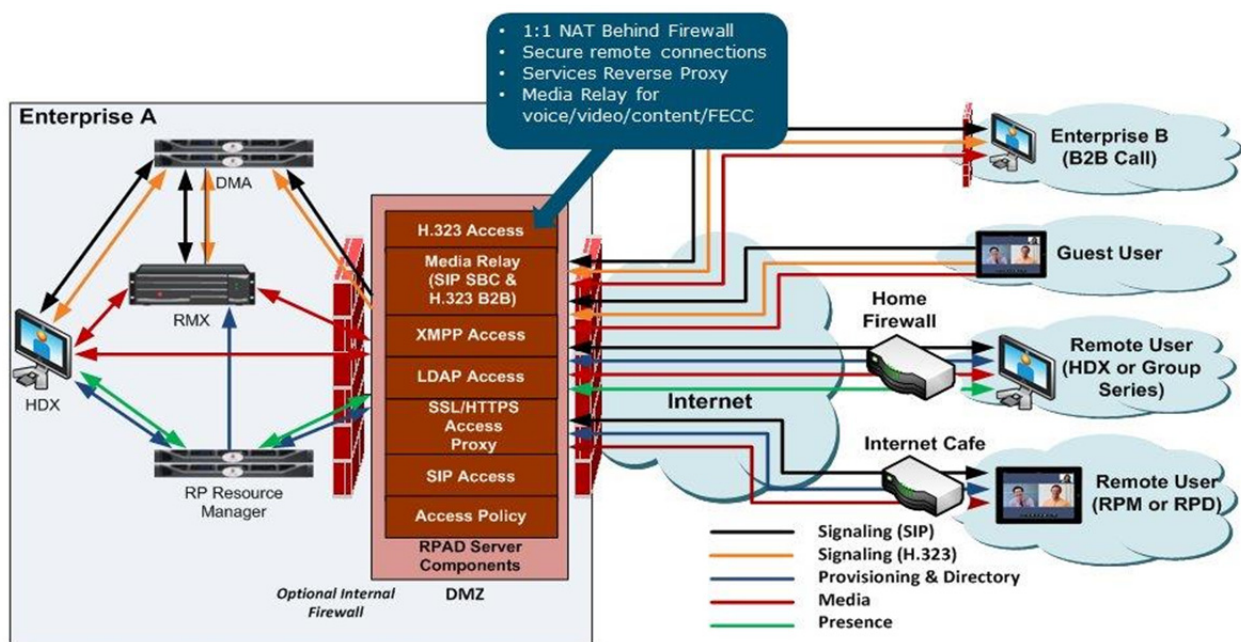 • 1:1 NAT Behind Firewall
• Secure remote connections
• Services Reverse Proxy
• Media Relay for
voice/video/content/FECC
Enterprise A
DMA
RMX
HDX
RP Resource
Manager
H.323 Access
Media Relay
(SIP SBC &
H.323 B2B)
XMPP Access
LDAP Access
SSL/HTTPS
Access
Proxy
SIP Access
Access Policy
RPAD Server
Components
Optional Internal
Firewall
DMZ
Internet
Enterprise B
(B2B Call)
Guest User
Home
Firewall
Remote User
(HDX or Group
Series)
Internet Cafe
Remote User
(RPM or RPD)
Signaling (SIP)
Signaling (H.323)
Provisioning & Directory
Media
Presence